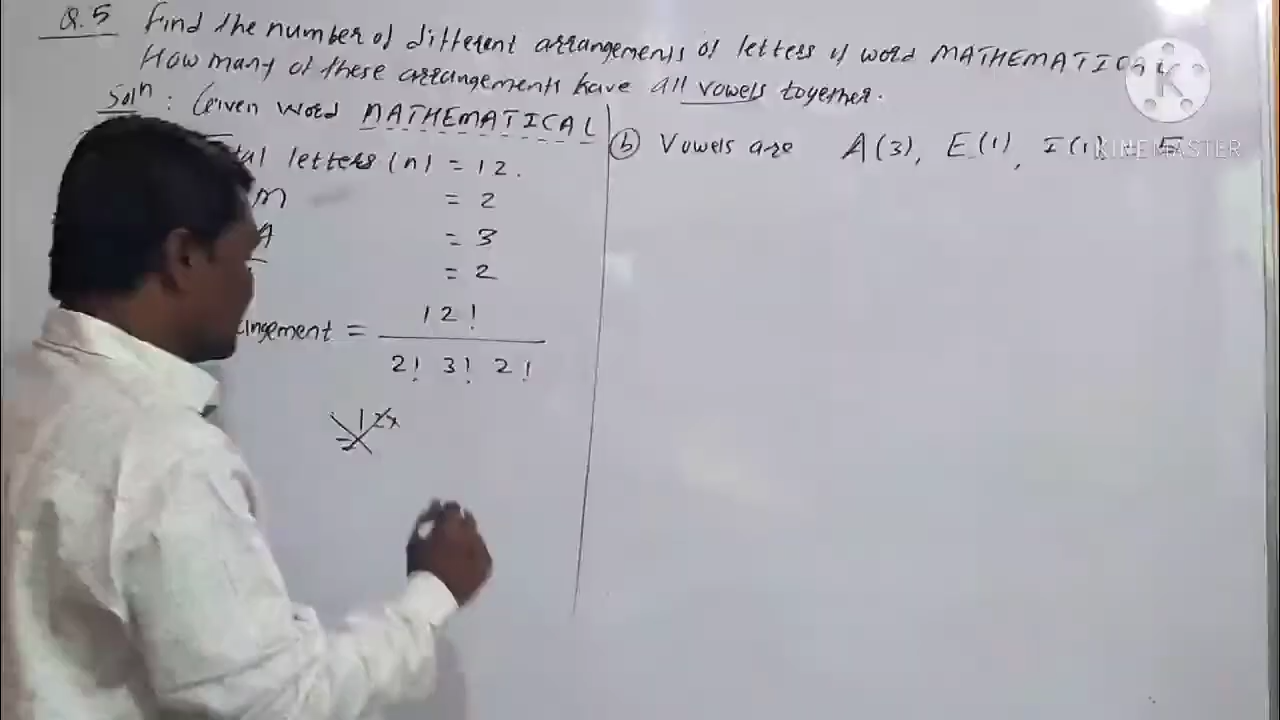 Q.5 Find the number of different arrangements of letters of word MATHEMATICAL
How many of these arrangements have all vowels together.
Solⁿ: Given word MATHEMATICAL
tal letters (n) = 12.
M = 2
A = 3
= 2
angement = 12!
2! 3! 2!
(b) Vowels are A(3), E(1), I(1) = 5
KINEMASTER